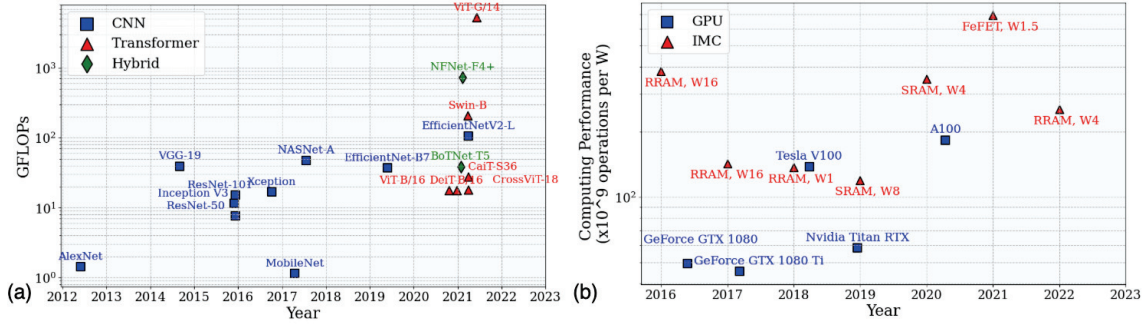 CNN
Transformer
Hybrid
ViT-G/14
NFNet-F4+
Swin-B
EfficientNetV2-L
NASNet-A
VGG-19
EfficientNet-B7
BoTNet-T5
CaiT-S36
ResNet-101
Xception
ViT-B/16
DeiT-B/16
CrossViT-18
Inception V3
ResNet-50
AlexNet
MobileNet
GFLOPs
10^3
10^2
10^1
10^0
2012 2013 2014 2015 2016 2017 2018 2019 2020 2021 2022 2023
Year
(a)
GPU
IMC
FeFET, W1.5
RRAM, W16
SRAM, W4
RRAM, W4
A100
Tesla V100
RRAM, W16
RRAM, W1
SRAM, W8
GeForce GTX 1080
Nvidia Titan RTX
GeForce GTX 1080 Ti
Computing Performance
(x10^9 operations per W)
10^2
2016 2017 2018 2019 2020 2021 2022 2023
Year
(b)